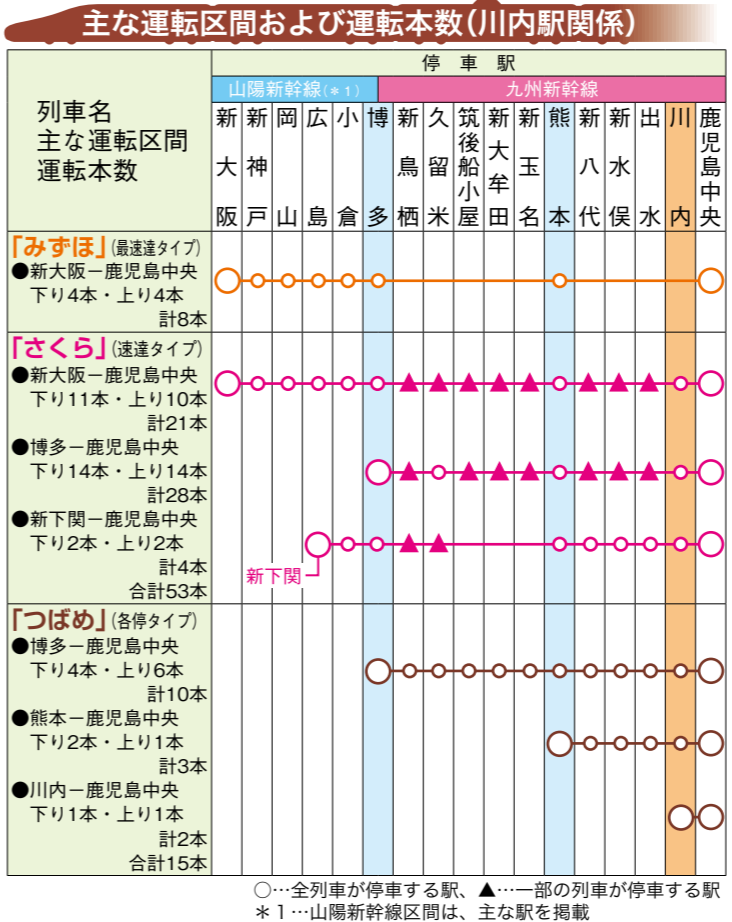 主な運転区間および運転本数(川内駅関係)
列車名
主な運転区間
運転本数
停車駅
山陽新幹線(＊1)
九州新幹線
新大阪
新神戸
岡山
広島
小倉
博多
新鳥栖
久留米
筑後船小屋
新大牟田
新玉名
熊本
新八代
新水俣
出水
川内
鹿児島中央
「みずほ」(最速達タイプ)
●新大阪－鹿児島中央
下り4本・上り4本
計8本
「さくら」(速達タイプ)
●新大阪－鹿児島中央
下り11本・上り10本
計21本
●博多－鹿児島中央
下り14本・上り14本
計28本
●新下関－鹿児島中央
下り2本・上り2本
計4本
合計53本
新下関
「つばめ」(各停タイプ)
●博多－鹿児島中央
下り4本・上り6本
計10本
●熊本－鹿児島中央
下り2本・上り1本
計3本
●川内－鹿児島中央
下り1本・上り1本
計2本
合計15本
○…全列車が停車する駅、▲…一部の列車が停車する駅
＊1…山陽新幹線区間は、主な駅を掲載